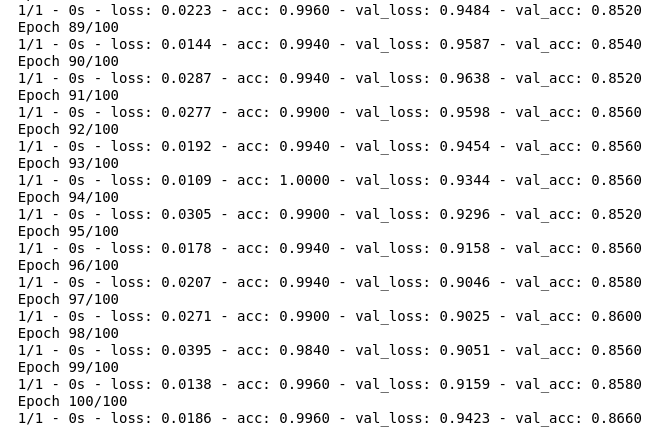 1/1 - 0s - loss: 0.0223 - acc: 0.9960 - val_loss: 0.9484 - val_acc: 0.8520
Epoch 89/100
1/1 - 0s - loss: 0.0144 - acc: 0.9940 - val_loss: 0.9587 - val_acc: 0.8540
Epoch 90/100
1/1 - 0s - loss: 0.0287 - acc: 0.9940 - val_loss: 0.9638 - val_acc: 0.8520
Epoch 91/100
1/1 - 0s - loss: 0.0277 - acc: 0.9900 - val_loss: 0.9598 - val_acc: 0.8560
Epoch 92/100
1/1 - 0s - loss: 0.0192 - acc: 0.9940 - val_loss: 0.9454 - val_acc: 0.8560
Epoch 93/100
1/1 - 0s - loss: 0.0109 - acc: 1.0000 - val_loss: 0.9344 - val_acc: 0.8560
Epoch 94/100
1/1 - 0s - loss: 0.0305 - acc: 0.9900 - val_loss: 0.9296 - val_acc: 0.8520
Epoch 95/100
1/1 - 0s - loss: 0.0178 - acc: 0.9940 - val_loss: 0.9158 - val_acc: 0.8560
Epoch 96/100
1/1 - 0s - loss: 0.0207 - acc: 0.9940 - val_loss: 0.9046 - val_acc: 0.8580
Epoch 97/100
1/1 - 0s - loss: 0.0271 - acc: 0.9900 - val_loss: 0.9025 - val_acc: 0.8600
Epoch 98/100
1/1 - 0s - loss: 0.0395 - acc: 0.9840 - val_loss: 0.9051 - val_acc: 0.8560
Epoch 99/100
1/1 - 0s - loss: 0.0138 - acc: 0.9960 - val_loss: 0.9159 - val_acc: 0.8580
Epoch 100/100
1/1 - 0s - loss: 0.0186 - acc: 0.9960 - val_loss: 0.9423 - val_acc: 0.8660